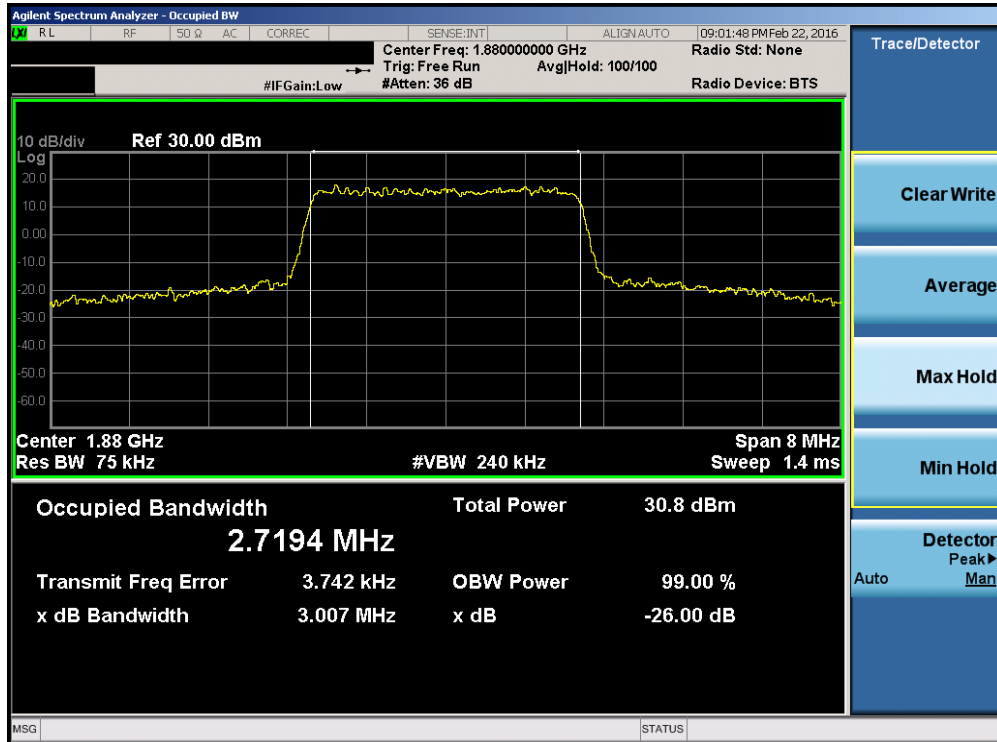 Agilent Spectrum Analyzer - Occupied BW
LXI RL RF 50 Ω AC CORREC SENSE:INT ALIGN AUTO 09:01:48 PM Feb 22, 2016
Center Freq: 1.880000000 GHz Radio Std: None
Trig: Free Run Avg|Hold: 100/100
#IFGain:Low #Atten: 36 dB Radio Device: BTS
10 dB/div Ref 30.00 dBm
Log
20.0
10.0
0.00
-10.0
-20.0
-30.0
-40.0
-50.0
-60.0
Center 1.88 GHz Span 8 MHz
Res BW 75 kHz #VBW 240 kHz Sweep 1.4 ms
Occupied Bandwidth Total Power 30.8 dBm
2.7194 MHz
Transmit Freq Error 3.742 kHz OBW Power 99.00 %
x dB Bandwidth 3.007 MHz x dB -26.00 dB
MSG STATUS
Trace/Detector
Clear Write
Average
Max Hold
Min Hold
Detector
Peak▶
Auto Man